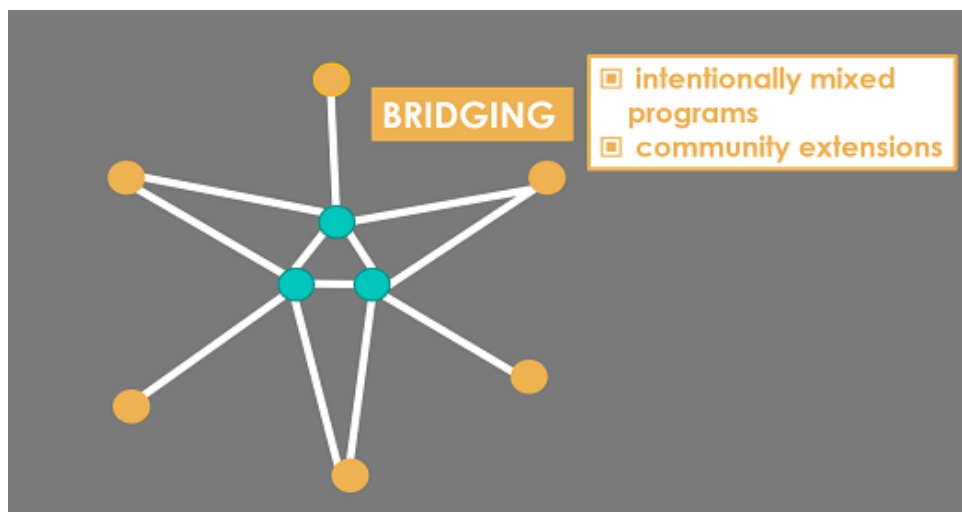 BRIDGING
▣ intentionally mixed
programs
▣ community extensions